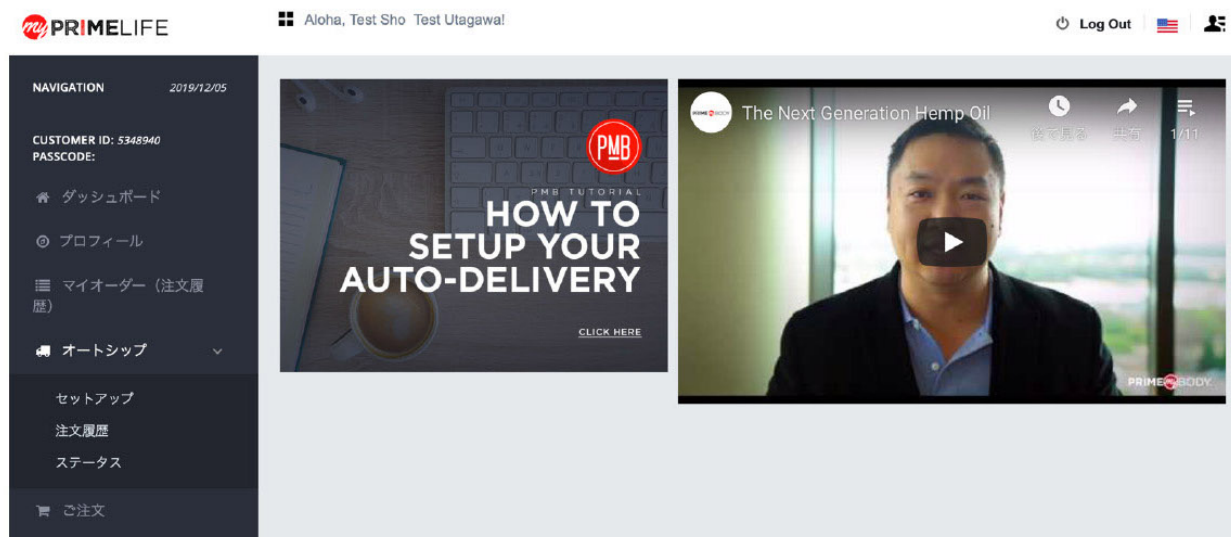 my PRIMELIFE
Aloha, Test Sho Test Utagawa!
Log Out
NAVIGATION 2019/12/05
CUSTOMER ID: 5348940
PASSCODE:
ダッシュボード
プロフィール
マイオーダー（注文履
歴）
オートシップ
セットアップ
注文履歴
ステータス
ご注文
PMB
PMB TUTORIAL
HOW TO
SETUP YOUR
AUTO-DELIVERY
CLICK HERE
PRIME my BODY
The Next Generation Hemp Oil
後で見る 共有 1/11
PRIME my BODY